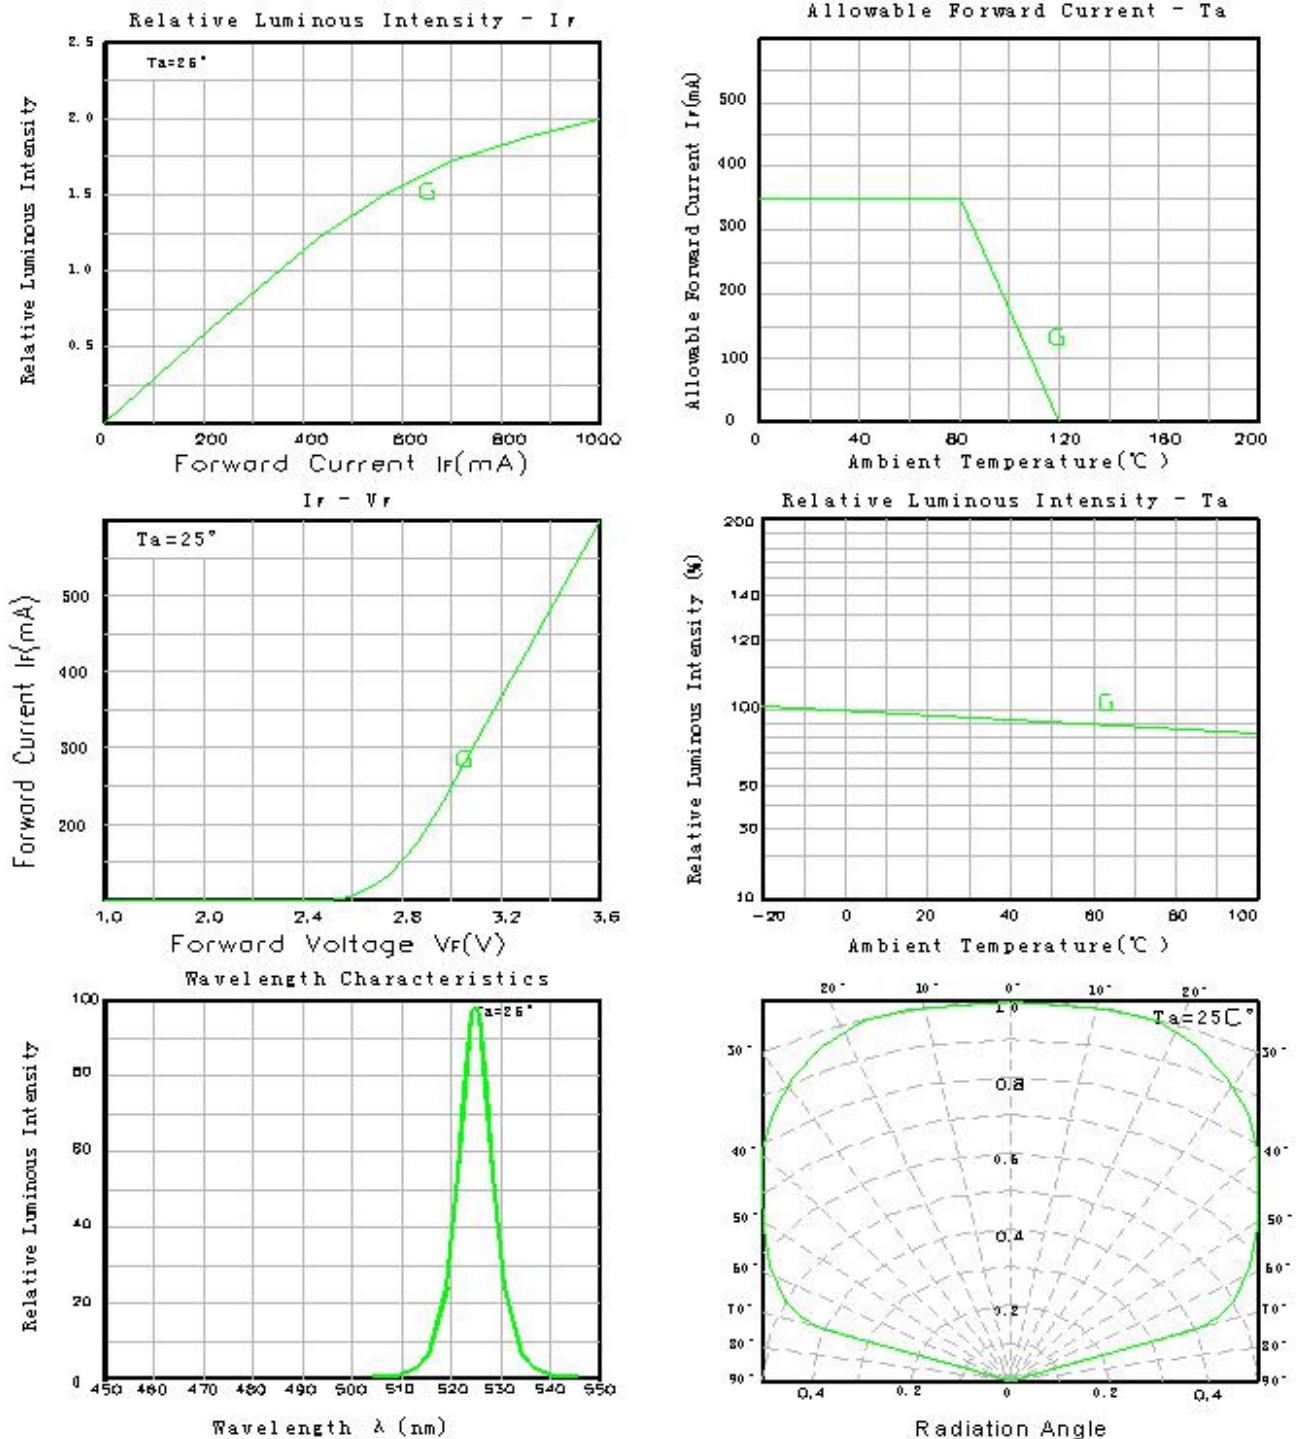 Relative Luminous Intensity - IF
2.5
Ta=26°
2.0
1.5
1.0
0.5
Relative Luminous Intensity
G
0 200 400 600 800 1000
Forward Current IF(mA)
Allowable Forward Current - Ta
500
400
300
200
100
0
Allowable Forward Current IF(mA)
G
0 40 80 120 160 200
Ambient Temperature(℃)
IF - VF
Ta=25°
500
400
300
200
Forward Current IF(mA)
G
1.0 2.0 2.4 2.8 3.2 3.6
Forward Voltage VF(V)
Relative Luminous Intensity - Ta
200
140
120
100
60
50
30
10
Relative Luminous Intensity (%)
G
-20 0 20 40 60 80 100
Ambient Temperature(℃)
Wavelength Characteristics
100
Ta=26°
80
60
40
20
0
Relative Luminous Intensity
450 460 470 480 490 500 510 520 530 540 550
Wavelength λ (nm)
20° 10° 0° 10° 20°
1.0
Ta=25C°
30° 30°
0.8
40° 0.6 40°
50° 50°
0.4
60° 60°
70° 0.2 70°
80° 80°
90° 90°
0.4 0.2 0 0.2 0.4
Radiation Angle